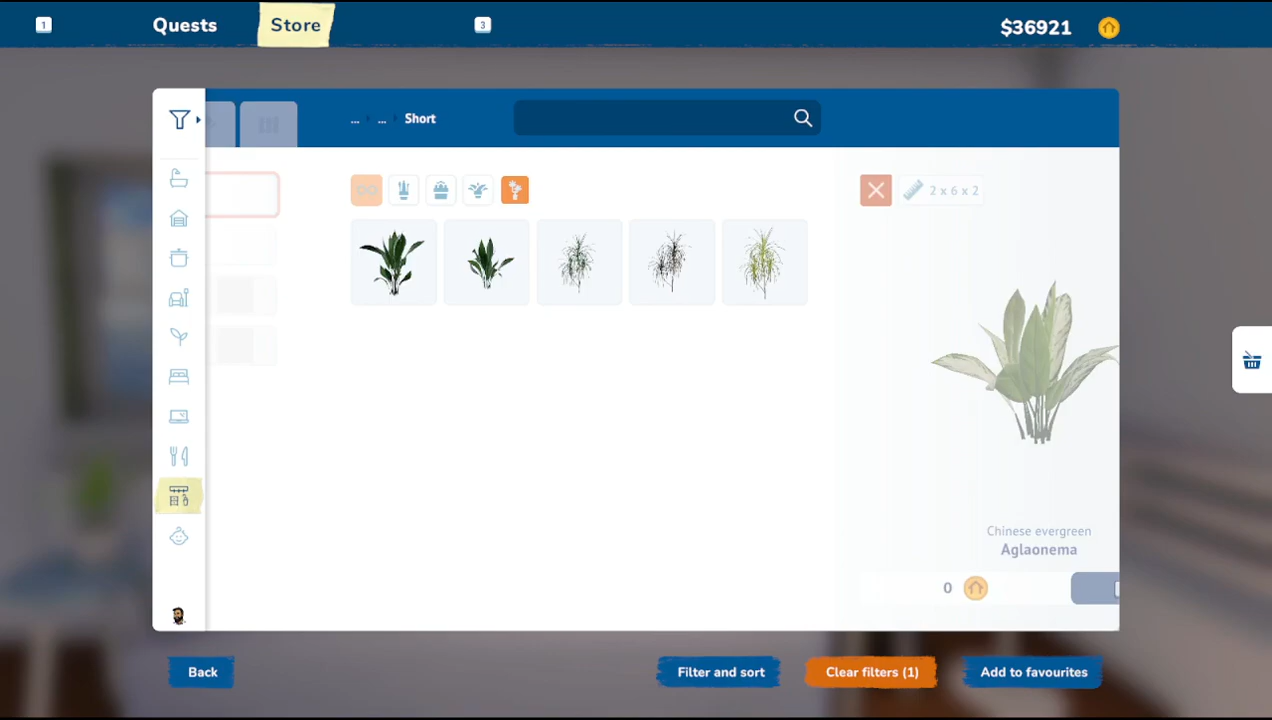 1
Quests
Store
3
$36921
... ... Short
2 x 6 x 2
Chinese evergreen
Aglaonema
0
Back
Filter and sort
Clear filters (1)
Add to favourites